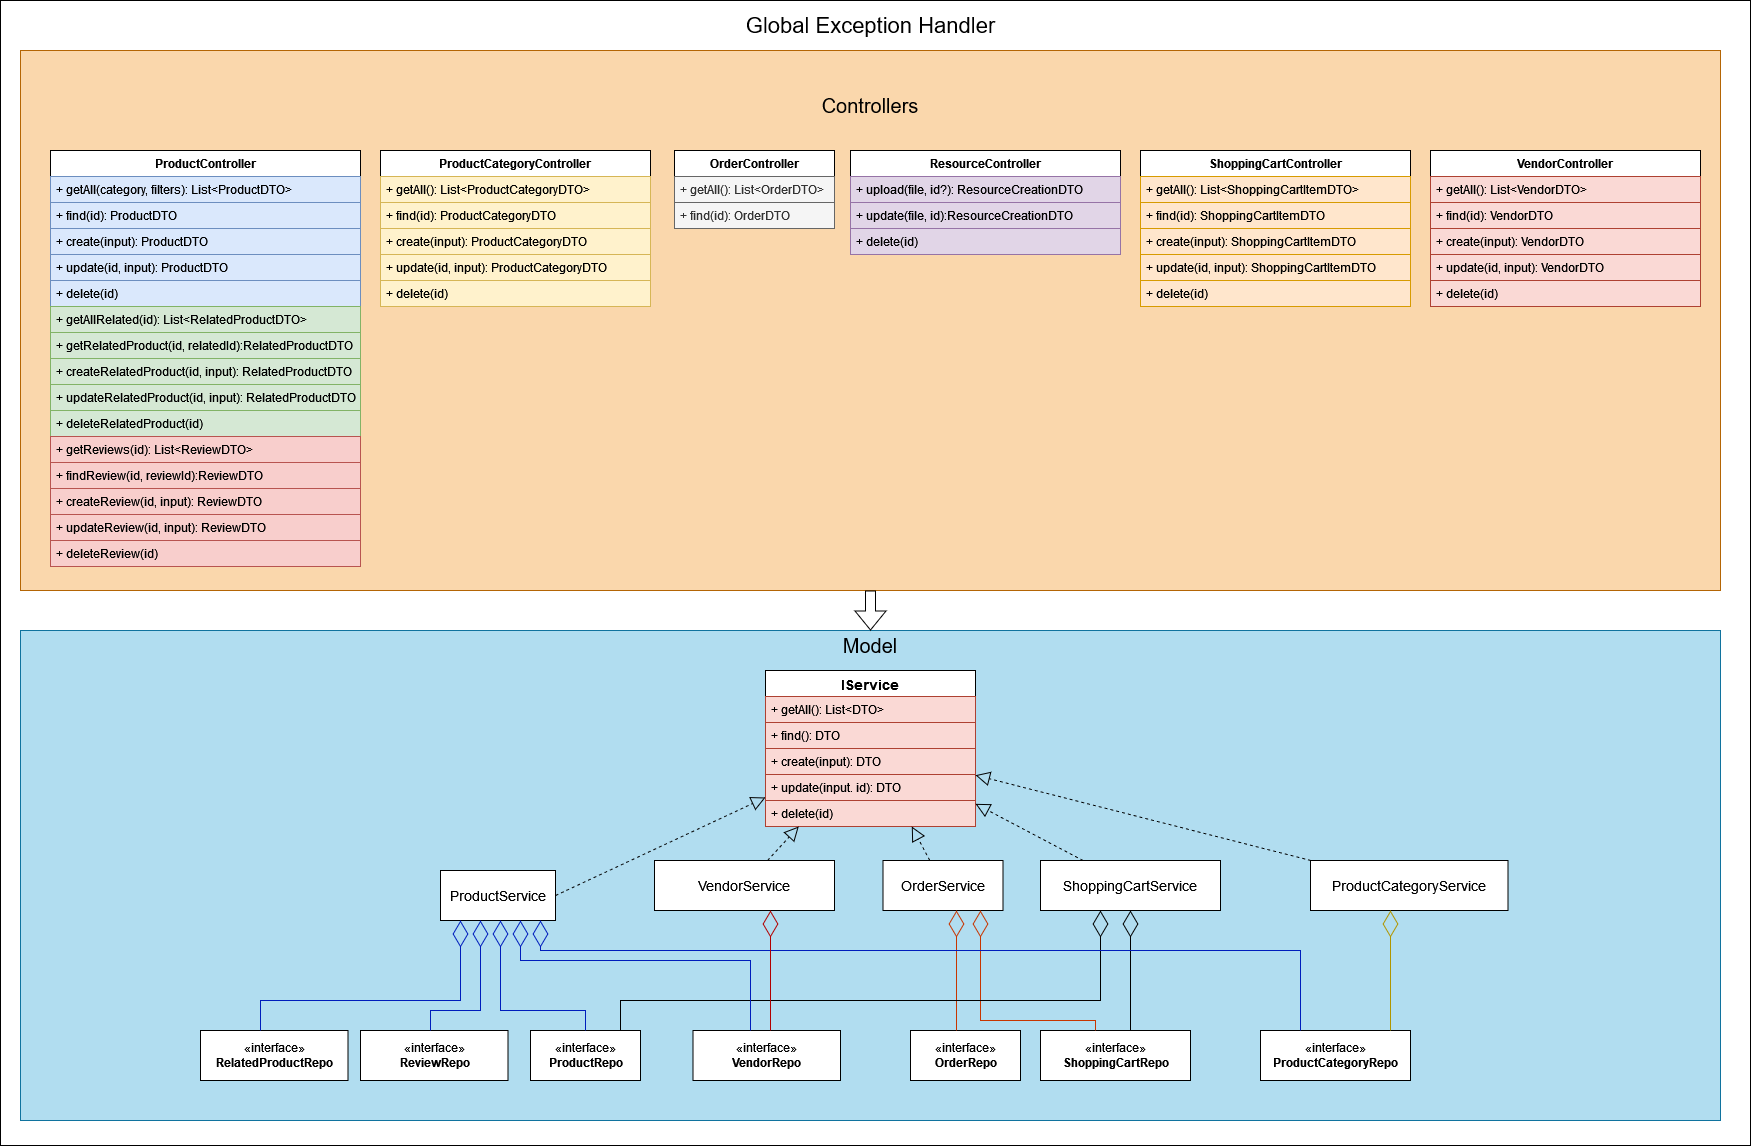 Global Exception Handler
Controllers
ProductController
+ getAll(category, filters): List<ProductDTO>
+ find(id): ProductDTO
+ create(input): ProductDTO
+ update(id, input): ProductDTO
+ delete(id)
+ getAllRelated(id): List<RelatedProductDTO>
+ getRelatedProduct(id, relatedId):RelatedProductDTO
+ createRelatedProduct(id, input): RelatedProductDTO
+ updateRelatedProduct(id, input): RelatedProductDTO
+ deleteRelatedProduct(id)
+ getReviews(id): List<ReviewDTO>
+ findReview(id, reviewId):ReviewDTO
+ createReview(id, input): ReviewDTO
+ updateReview(id, input): ReviewDTO
+ deleteReview(id)
ProductCategoryController
+ getAll(): List<ProductCategoryDTO>
+ find(id): ProductCategoryDTO
+ create(input): ProductCategoryDTO
+ update(id, input): ProductCategoryDTO
+ delete(id)
OrderController
+ getAll(): List<OrderDTO>
+ find(id): OrderDTO
ResourceController
+ upload(file, id?): ResourceCreationDTO
+ update(file, id):ResourceCreationDTO
+ delete(id)
ShoppingCartController
+ getAll(): List<ShoppingCartItemDTO>
+ find(id): ShoppingCartItemDTO
+ create(input): ShoppingCartItemDTO
+ update(id, input): ShoppingCartItemDTO
+ delete(id)
VendorController
+ getAll(): List<VendorDTO>
+ find(id): VendorDTO
+ create(input): VendorDTO
+ update(id, input): VendorDTO
+ delete(id)
Model
IService
+ getAll(): List<DTO>
+ find(): DTO
+ create(input): DTO
+ update(input. id): DTO
+ delete(id)
ProductService
VendorService
OrderService
ShoppingCartService
ProductCategoryService
«interface»
RelatedProductRepo
«interface»
ReviewRepo
«interface»
ProductRepo
«interface»
VendorRepo
«interface»
OrderRepo
«interface»
ShoppingCartRepo
«interface»
ProductCategoryRepo